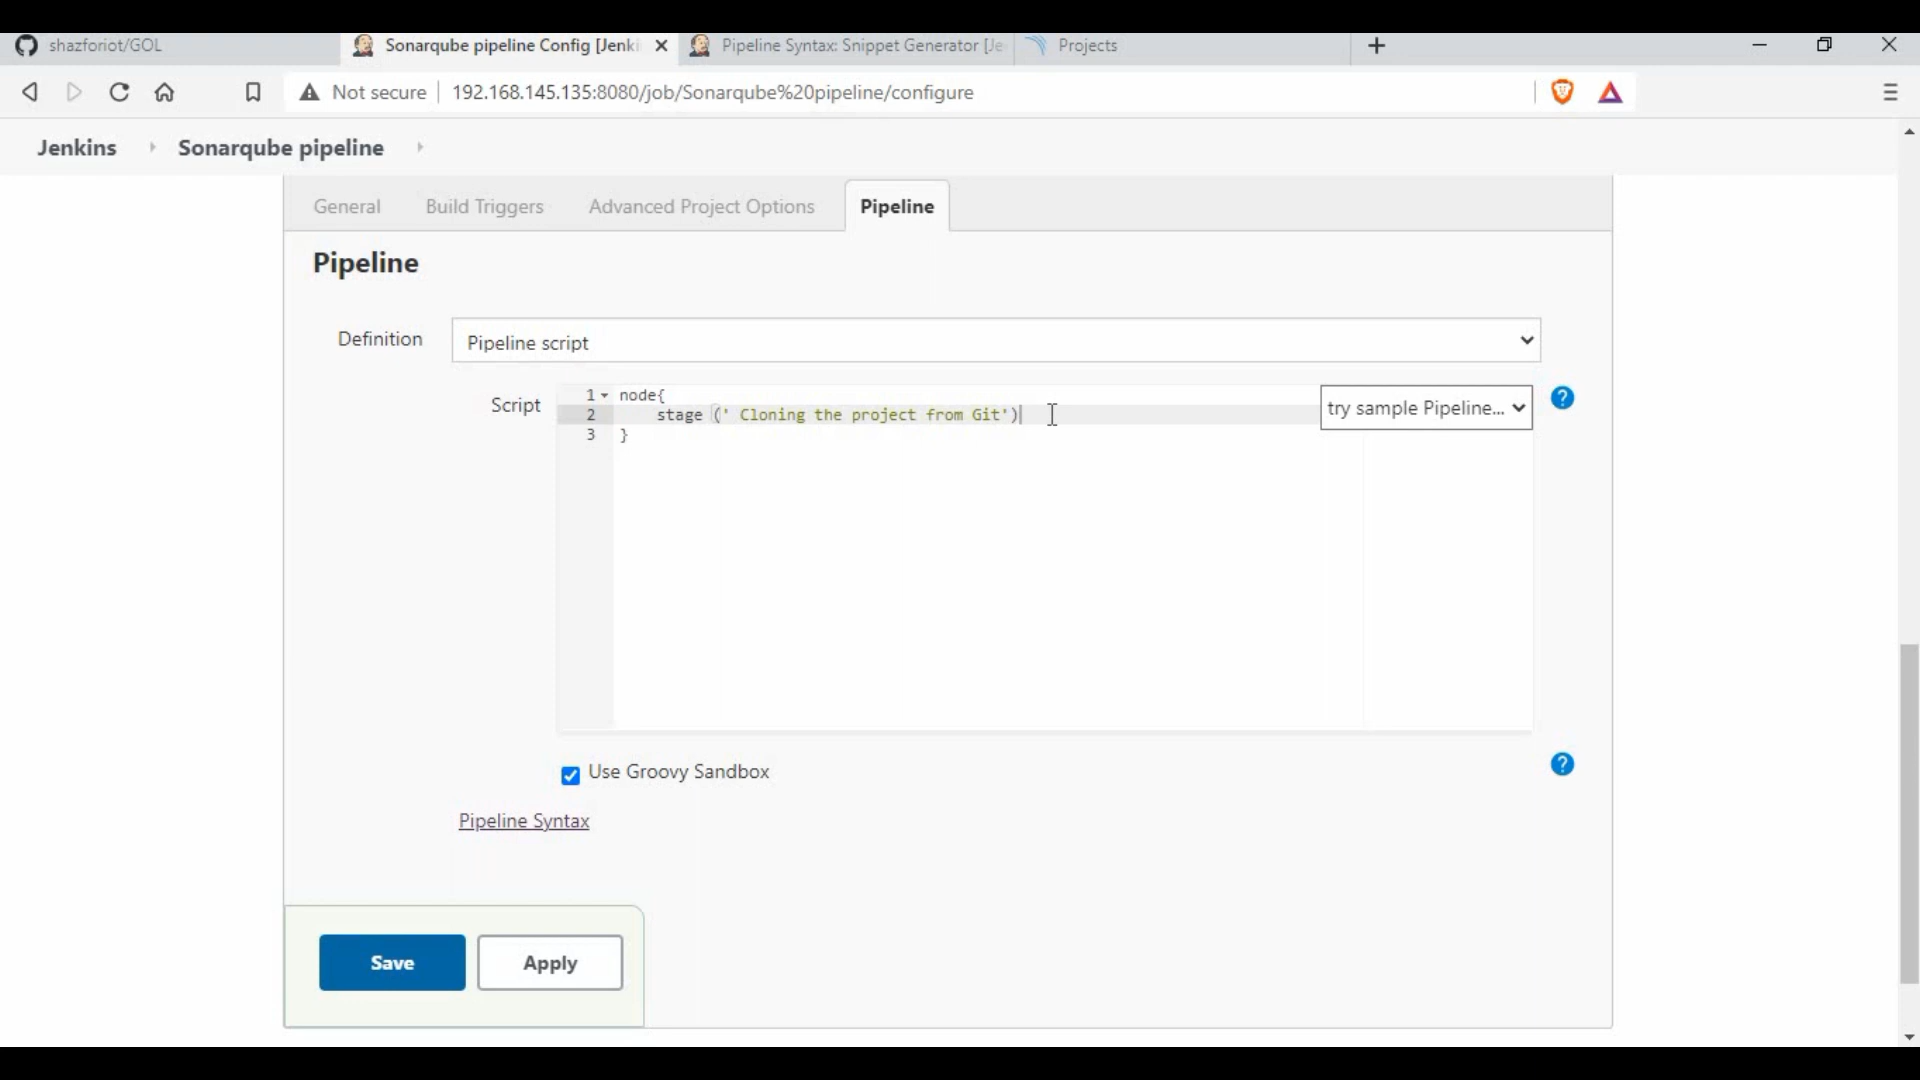 shazforiot/GOL
Sonarqube pipeline Config [Jenki
Pipeline Syntax: Snippet Generator [Je
Projects
Not secure
192.168.145.135:8080/job/Sonarqube%20pipeline/configure
Jenkins
Sonarqube pipeline
General
Build Triggers
Advanced Project Options
Pipeline
Pipeline
Definition
Pipeline script
Script
1 node{
2 stage (' Cloning the project from Git')
3 }
try sample Pipeline...
Use Groovy Sandbox
Pipeline Syntax
Save
Apply